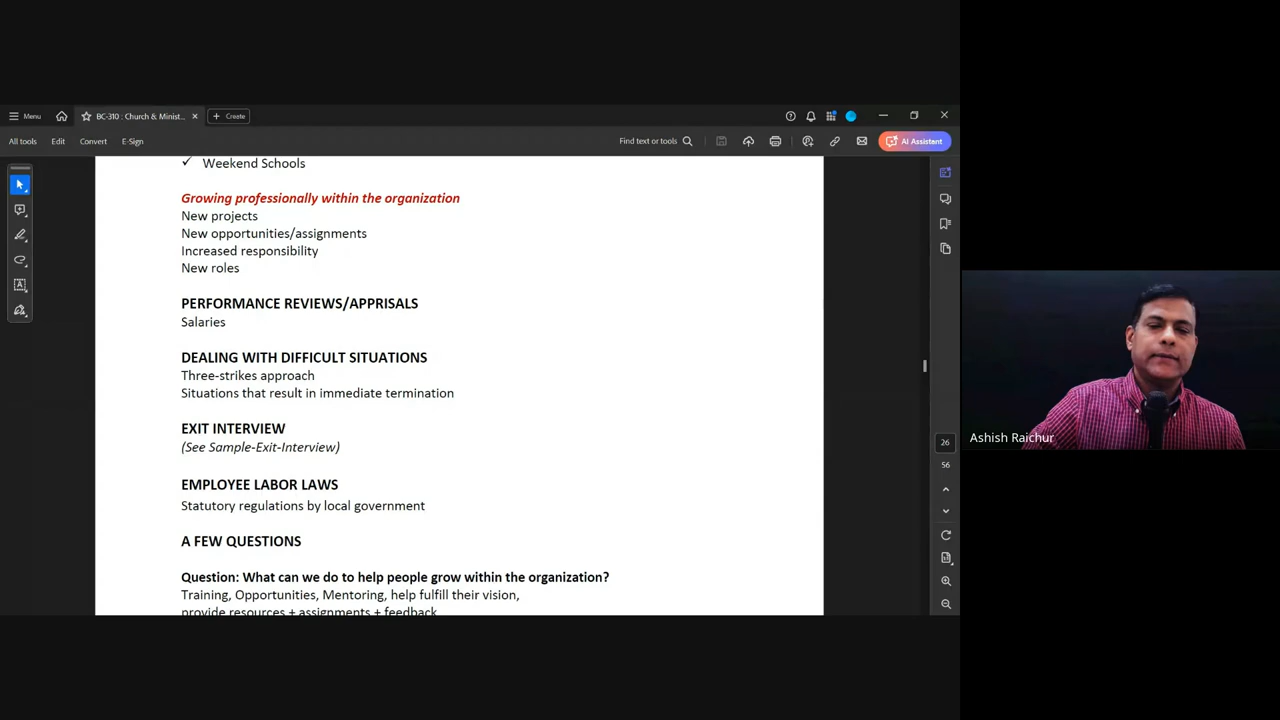 Menu
BC-310 : Church & Minist...
Create
All tools
Edit
Convert
E-Sign
Find text or tools
AI Assistant
✓ Weekend Schools
Growing professionally within the organization
New projects
New opportunities/assignments
Increased responsibility
New roles
PERFORMANCE REVIEWS/APPRISALS
Salaries
DEALING WITH DIFFICULT SITUATIONS
Three-strikes approach
Situations that result in immediate termination
EXIT INTERVIEW
(See Sample-Exit-Interview)
EMPLOYEE LABOR LAWS
Statutory regulations by local government
A FEW QUESTIONS
Question: What can we do to help people grow within the organization?
Training, Opportunities, Mentoring, help fulfill their vision,
provide resources + assignments + feedback
26
56
Ashish Raichur